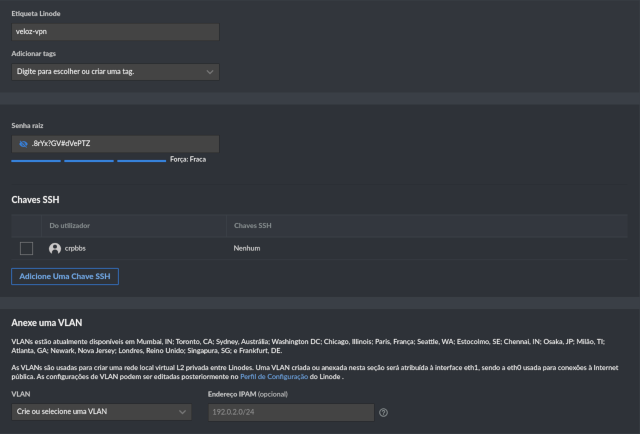 Etiqueta Linode
veloz-vpn
Adicionar tags
Digite para escolher ou criar uma tag.
Senha raiz
.8rYx?GV#dVePTZ
Força: Fraca
Chaves SSH
Do utilizador Chaves SSH
crpbbs Nenhum
Adicione Uma Chave SSH
Anexe uma VLAN
VLANs estão atualmente disponíveis em Mumbai, IN; Toronto, CA; Sydney, Austrália; Washington DC; Chicago, Illinois; Paris, França; Seattle, WA; Estocolmo, SE; Chennai, IN; Osaka, JP; Milão, TI;
Atlanta, GA; Newark, Nova Jersey; Londres, Reino Unido; Singapura, SG; e Frankfurt, DE.
As VLANs são usadas para criar uma rede local virtual L2 privada entre Linodes. Uma VLAN criada ou anexada nesta seção será atribuída à interface eth1, sendo a eth0 usada para conexões à Internet
pública. As configurações de VLAN podem ser editadas posteriormente no Perfil de Configuração do Linode .
VLAN Endereço IPAM (opcional)
Crie ou selecione uma VLAN 192.0.2.0/24